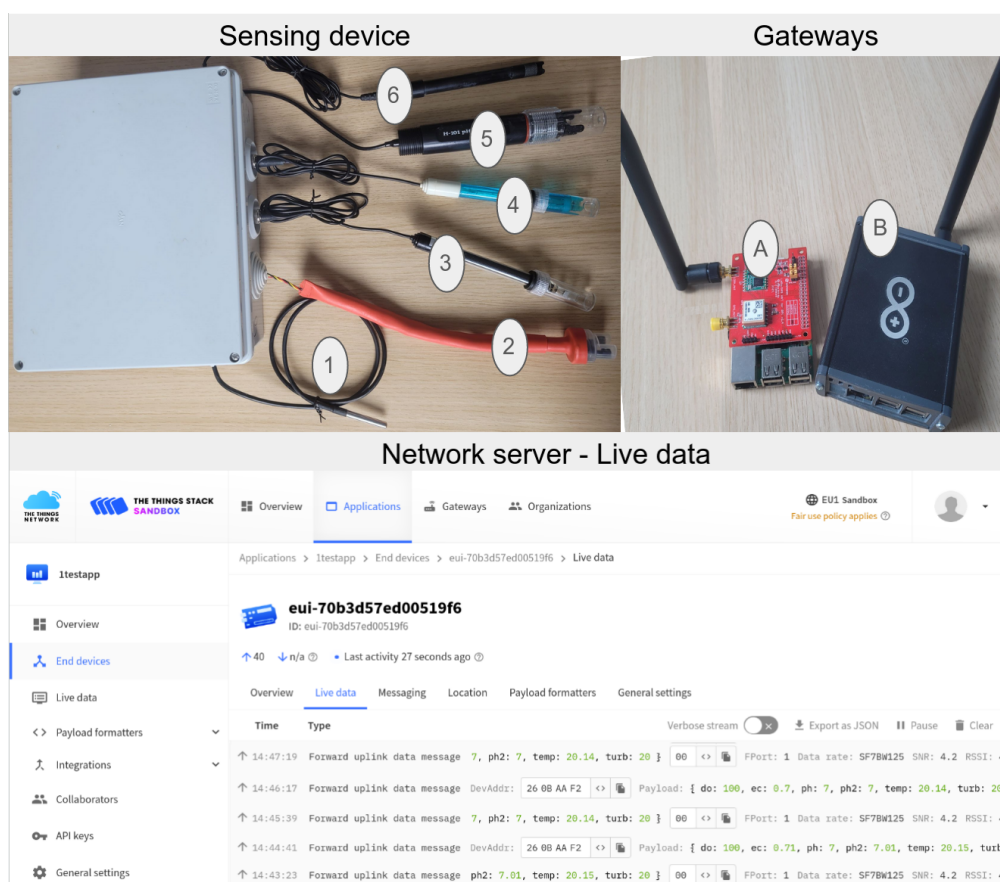 Sensing device
Gateways
6
5
4
3
2
1
A
B
Network server - Live data
THE THINGS NETWORK
THE THINGS STACK
SANDBOX
Overview
Applications
Gateways
Organizations
EU1 Sandbox
Fair use policy applies
1testapp
Overview
End devices
Live data
Payload formatters
Integrations
Collaborators
API keys
General settings
Applications > 1testapp > End devices > eui-70b3d57ed00519f6 > Live data
eui-70b3d57ed00519f6
ID: eui-70b3d57ed00519f6
40 n/a • Last activity 27 seconds ago
Overview Live data Messaging Location Payload formatters General settings
Time Type Verbose stream Export as JSON Pause Clear
14:47:19 Forward uplink data message 7, ph2: 7, temp: 20.14, turb: 20 } 00 <> FPort: 1 Data rate: SF7BW125 SNR: 4.2 RSSI:
14:46:17 Forward uplink data message DevAddr: 26 0B AA F2 <> Payload: { do: 100, ec: 0.7, ph: 7, ph2: 7, temp: 20.14, turb: 20
14:45:39 Forward uplink data message 7, ph2: 7, temp: 20.14, turb: 20 } 00 <> FPort: 1 Data rate: SF7BW125 SNR: 4.2 RSSI:
14:44:41 Forward uplink data message DevAddr: 26 0B AA F2 <> Payload: { do: 100, ec: 0.71, ph: 7, ph2: 7.01, temp: 20.15, turb
14:43:23 Forward uplink data message ph2: 7.01, temp: 20.15, turb: 20 } 00 <> FPort: 1 Data rate: SF7BW125 SNR: 4.2 RSSI: